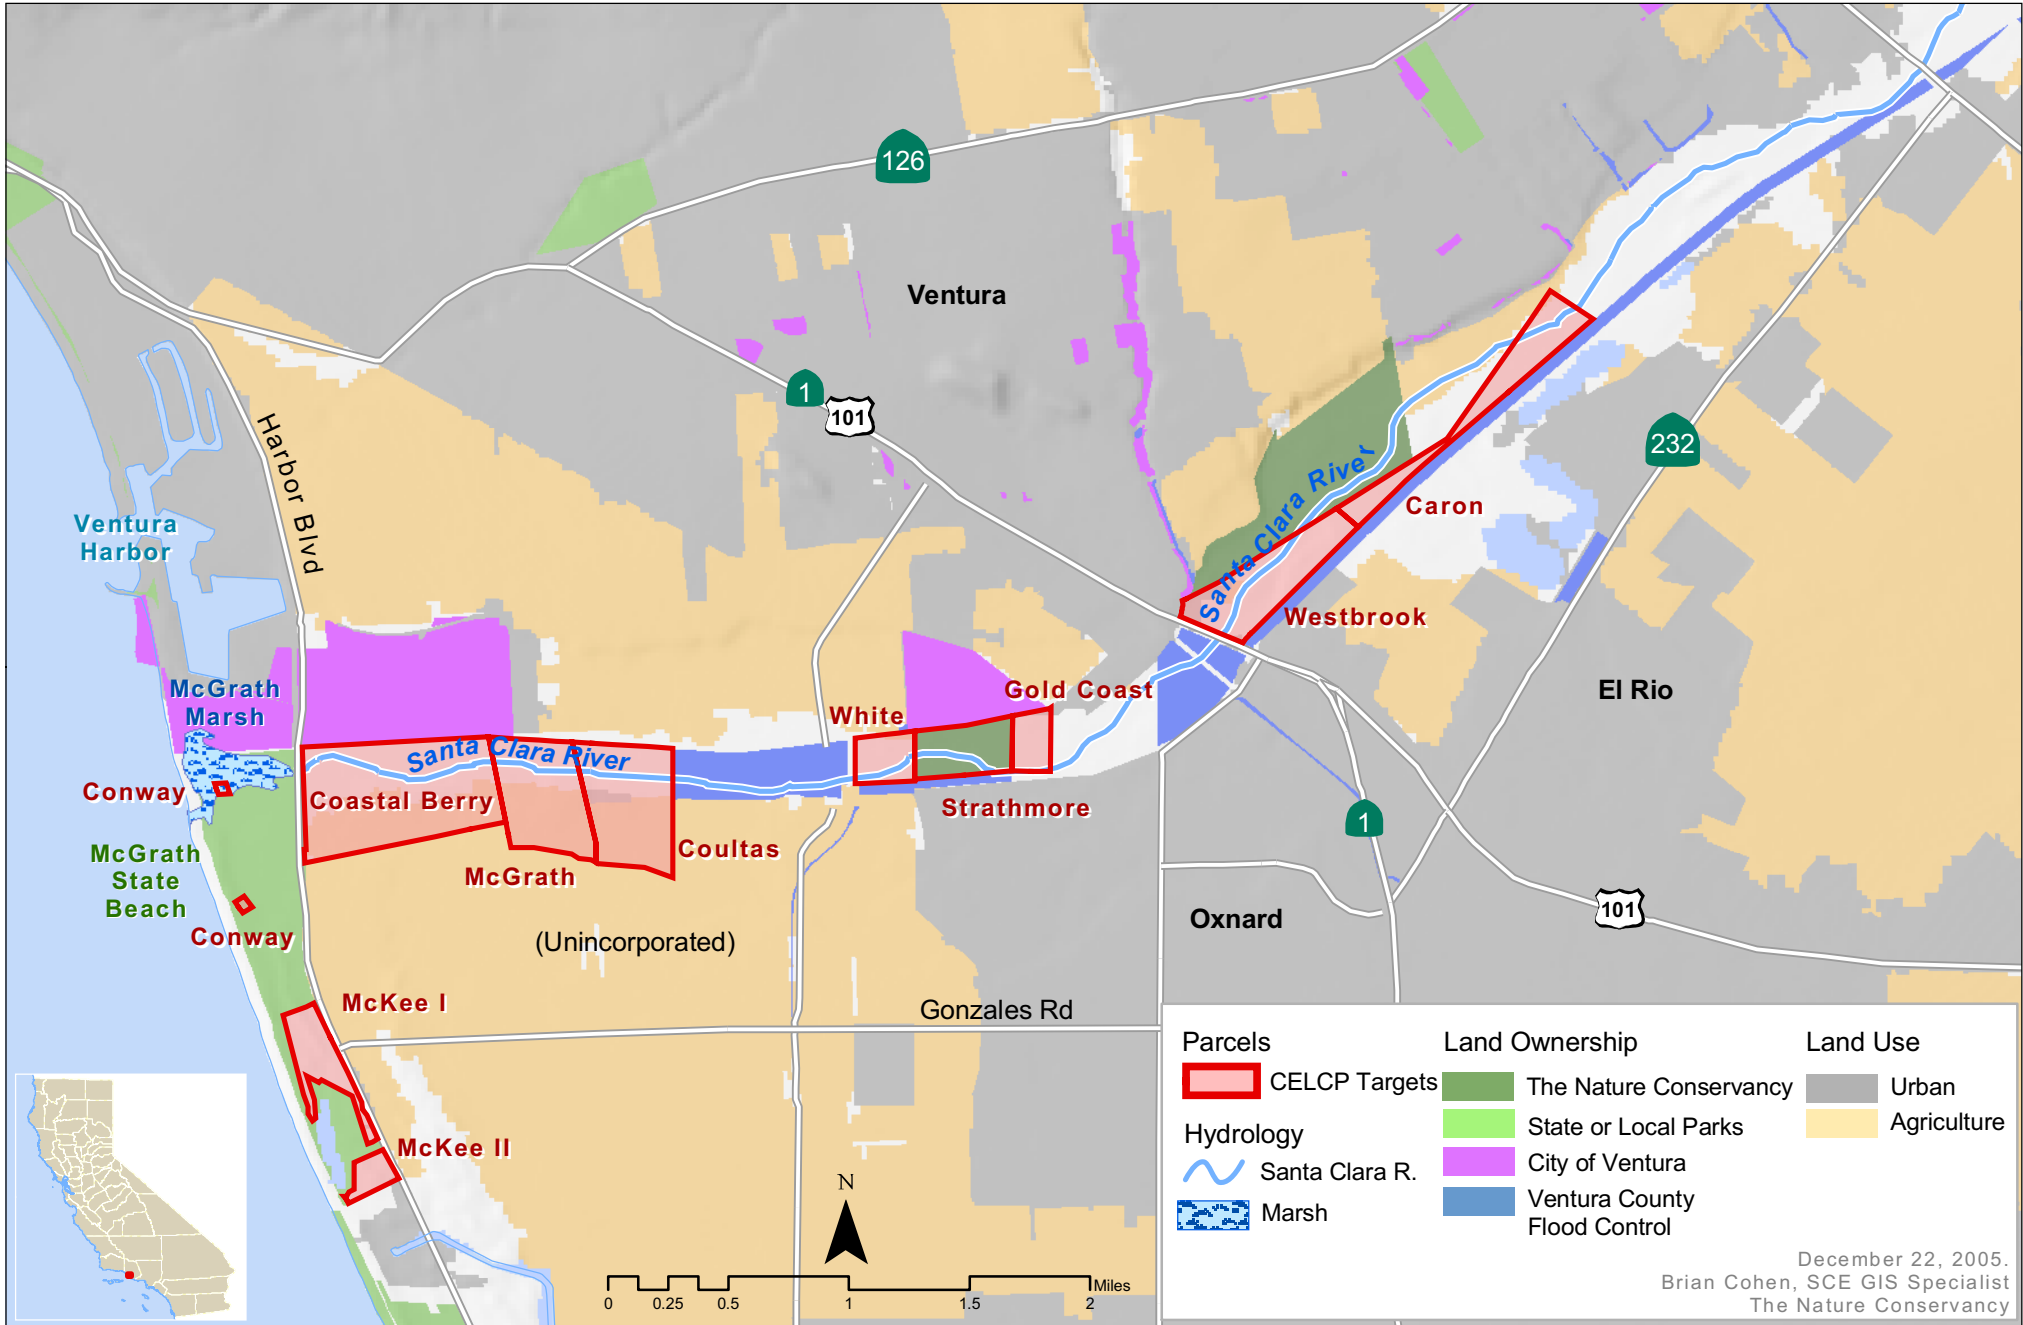 126
Ventura
1
101
Harbor Blvd
232
Santa Clara River
Caron
Ventura
Harbor
Westbrook
El Rio
McGrath
Marsh
Gold Coast
White
Santa Clara River
Conway
Coastal Berry
Strathmore
1
Coultas
McGrath
State
Beach
McGrath
101
Oxnard
Conway
(Unincorporated)
McKee I
Gonzales Rd
McKee II
Parcels
CELCP Targets
Hydrology
Santa Clara R.
Marsh
Land Ownership
The Nature Conservancy
State or Local Parks
City of Ventura
Ventura County
Flood Control
Land Use
Urban
Agriculture
N
Miles
0 0.25 0.5 1 1.5 2
December 22, 2005.
Brian Cohen, SCE GIS Specialist
The Nature Conservancy